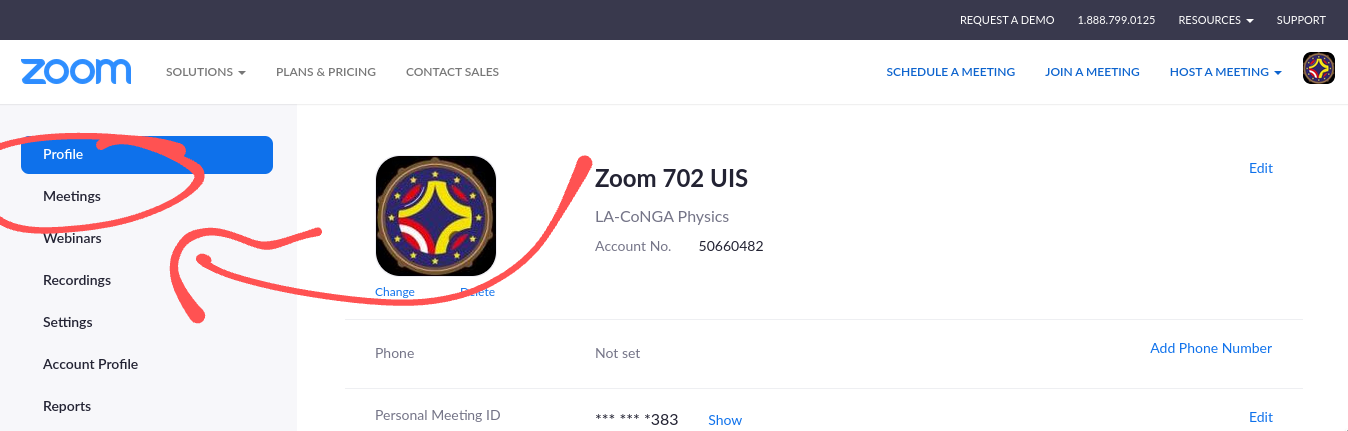 REQUEST A DEMO 1.888.799.0125 RESOURCES SUPPORT
zoom SOLUTIONS PLANS & PRICING CONTACT SALES SCHEDULE A MEETING JOIN A MEETING HOST A MEETING
Profile
Meetings
Webinars
Recordings
Settings
Account Profile
Reports
Zoom 702 UIS Edit
LA-CoNGA Physics
Account No. 50660482
Change Delete
Phone Not set Add Phone Number
Personal Meeting ID *** *** *383 Show Edit